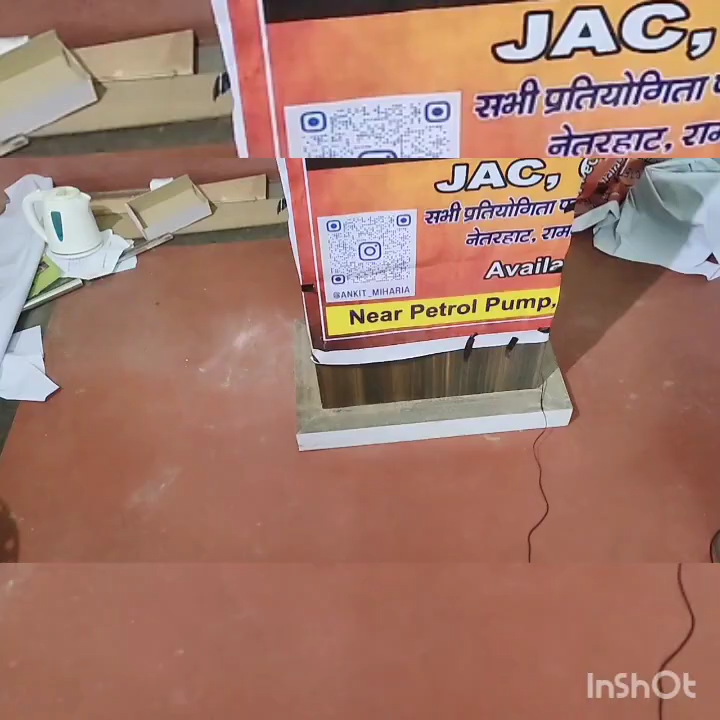 JAC,
सभी प्रतियोगिता
नेतरहाट, राम
JAC,
सभी प्रतियोगिता
नेतरहाट, राम
Availa
@ANKIT_MIHARIA
Near Petrol Pump,
InShOt